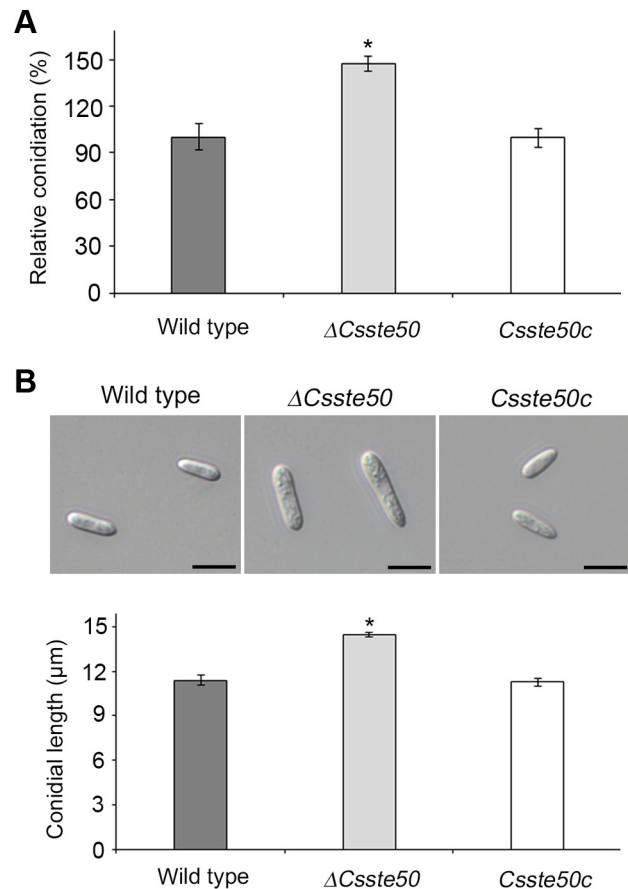 A
Relative conidiation (%)
150
120
90
60
30
0
*
Wild type ΔCsste50 Csste50c
B
Wild type ΔCsste50 Csste50c
Conidial length (μm)
15
12
9
6
3
0
*
Wild type ΔCsste50 Csste50c